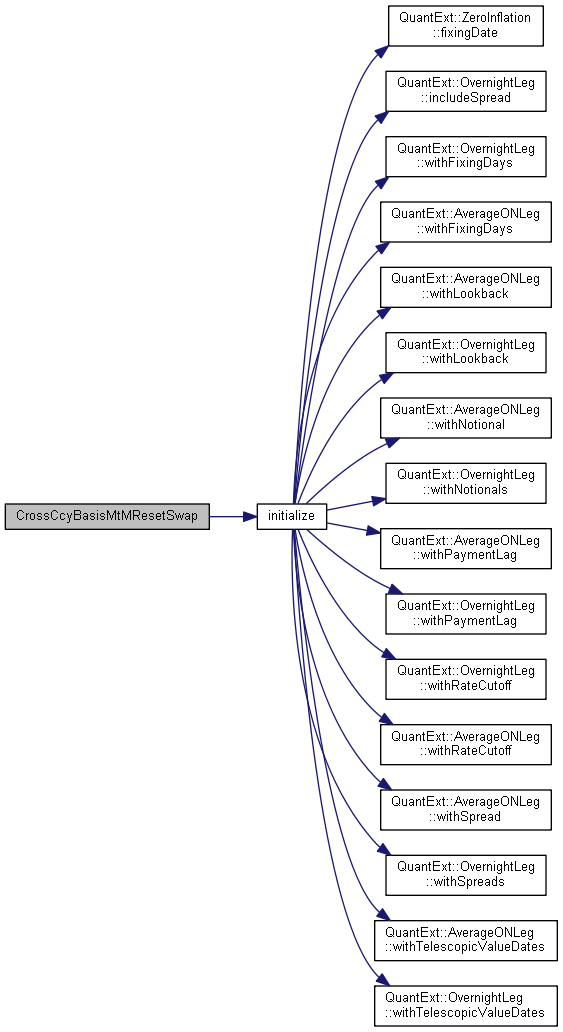 QuantExt::ZeroInflation
::fixingDate
QuantExt::OvernightLeg
::includeSpread
QuantExt::OvernightLeg
::withFixingDays
QuantExt::AverageONLeg
::withFixingDays
QuantExt::AverageONLeg
::withLookback
QuantExt::OvernightLeg
::withLookback
QuantExt::AverageONLeg
::withNotional
QuantExt::OvernightLeg
::withNotionals
CrossCcyBasisMtMResetSwap
initialize
QuantExt::AverageONLeg
::withPaymentLag
QuantExt::OvernightLeg
::withPaymentLag
QuantExt::OvernightLeg
::withRateCutoff
QuantExt::AverageONLeg
::withRateCutoff
QuantExt::AverageONLeg
::withSpread
QuantExt::OvernightLeg
::withSpreads
QuantExt::AverageONLeg
::withTelescopicValueDates
QuantExt::OvernightLeg
::withTelescopicValueDates